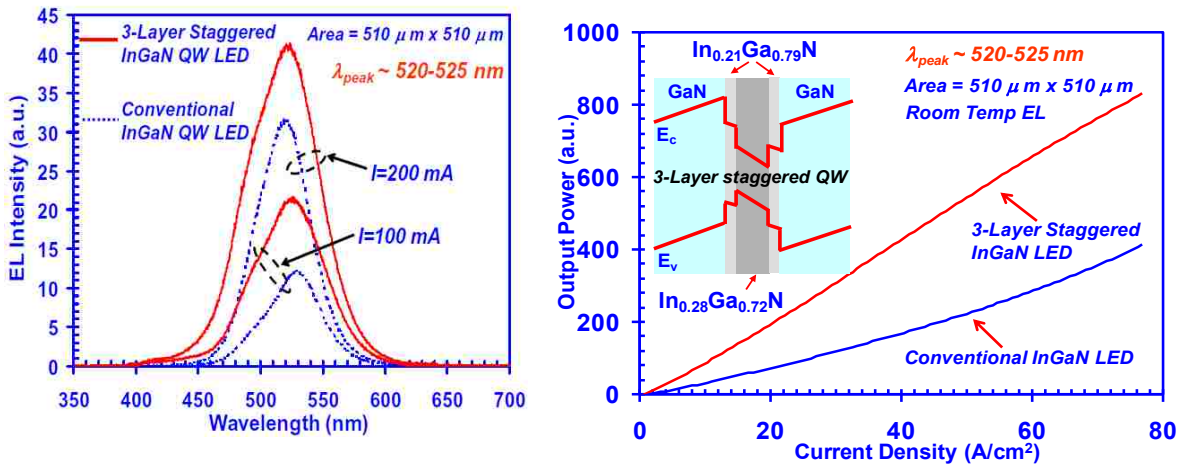 45
40
35
30
25
20
15
10
5
0
EL Intensity (a.u.)
3-Layer Staggered
InGaN QW LED
Conventional
InGaN QW LED
Area = 510 μm x 510 μm
λpeak ~ 520-525 nm
I=200 mA
I=100 mA
350 400 450 500 550 600 650 700
Wavelength (nm)
1000
800
600
400
200
0
Output Power (a.u.)
In0.21Ga0.79N
GaN GaN
Ec
3-Layer staggered QW
Ev
In0.28Ga0.72N
λpeak ~ 520-525 nm
Area = 510 μm x 510 μm
Room Temp EL
3-Layer Staggered
InGaN LED
Conventional InGaN LED
0 20 40 60 80
Current Density (A/cm²)